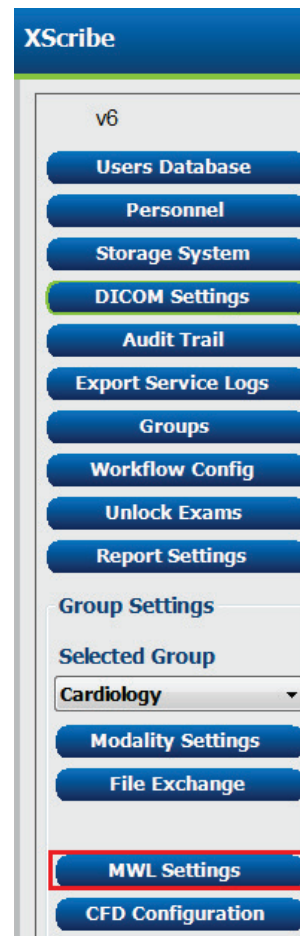 XScribe
v6
Users Database
Personnel
Storage System
DICOM Settings
Audit Trail
Export Service Logs
Groups
Workflow Config
Unlock Exams
Report Settings
Group Settings
Selected Group
Cardiology
Modality Settings
File Exchange
MWL Settings
CFD Configuration